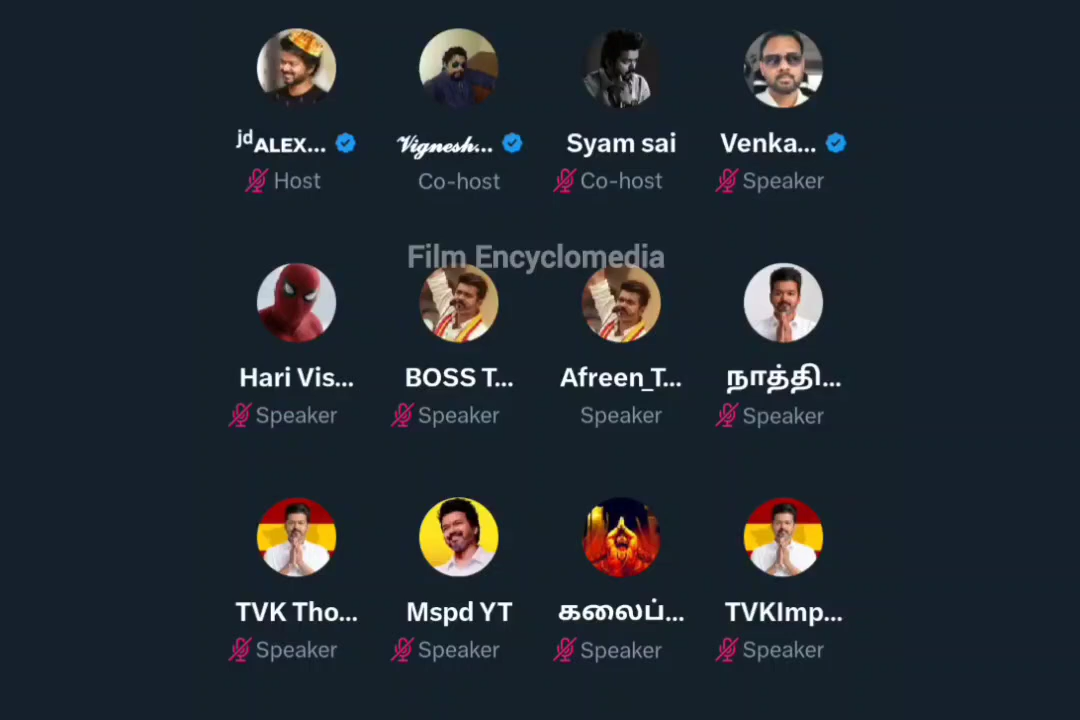 ʲᵈALEX... Vignesh... Syam sai Venka...
Host Co-host Co-host Speaker
Film Encyclomedia
Hari Vis... BOSS T... Afreen_T... நாத்தி...
Speaker Speaker Speaker Speaker
TVK Tho... Mspd YT கலைப்... TVKImp...
Speaker Speaker Speaker Speaker